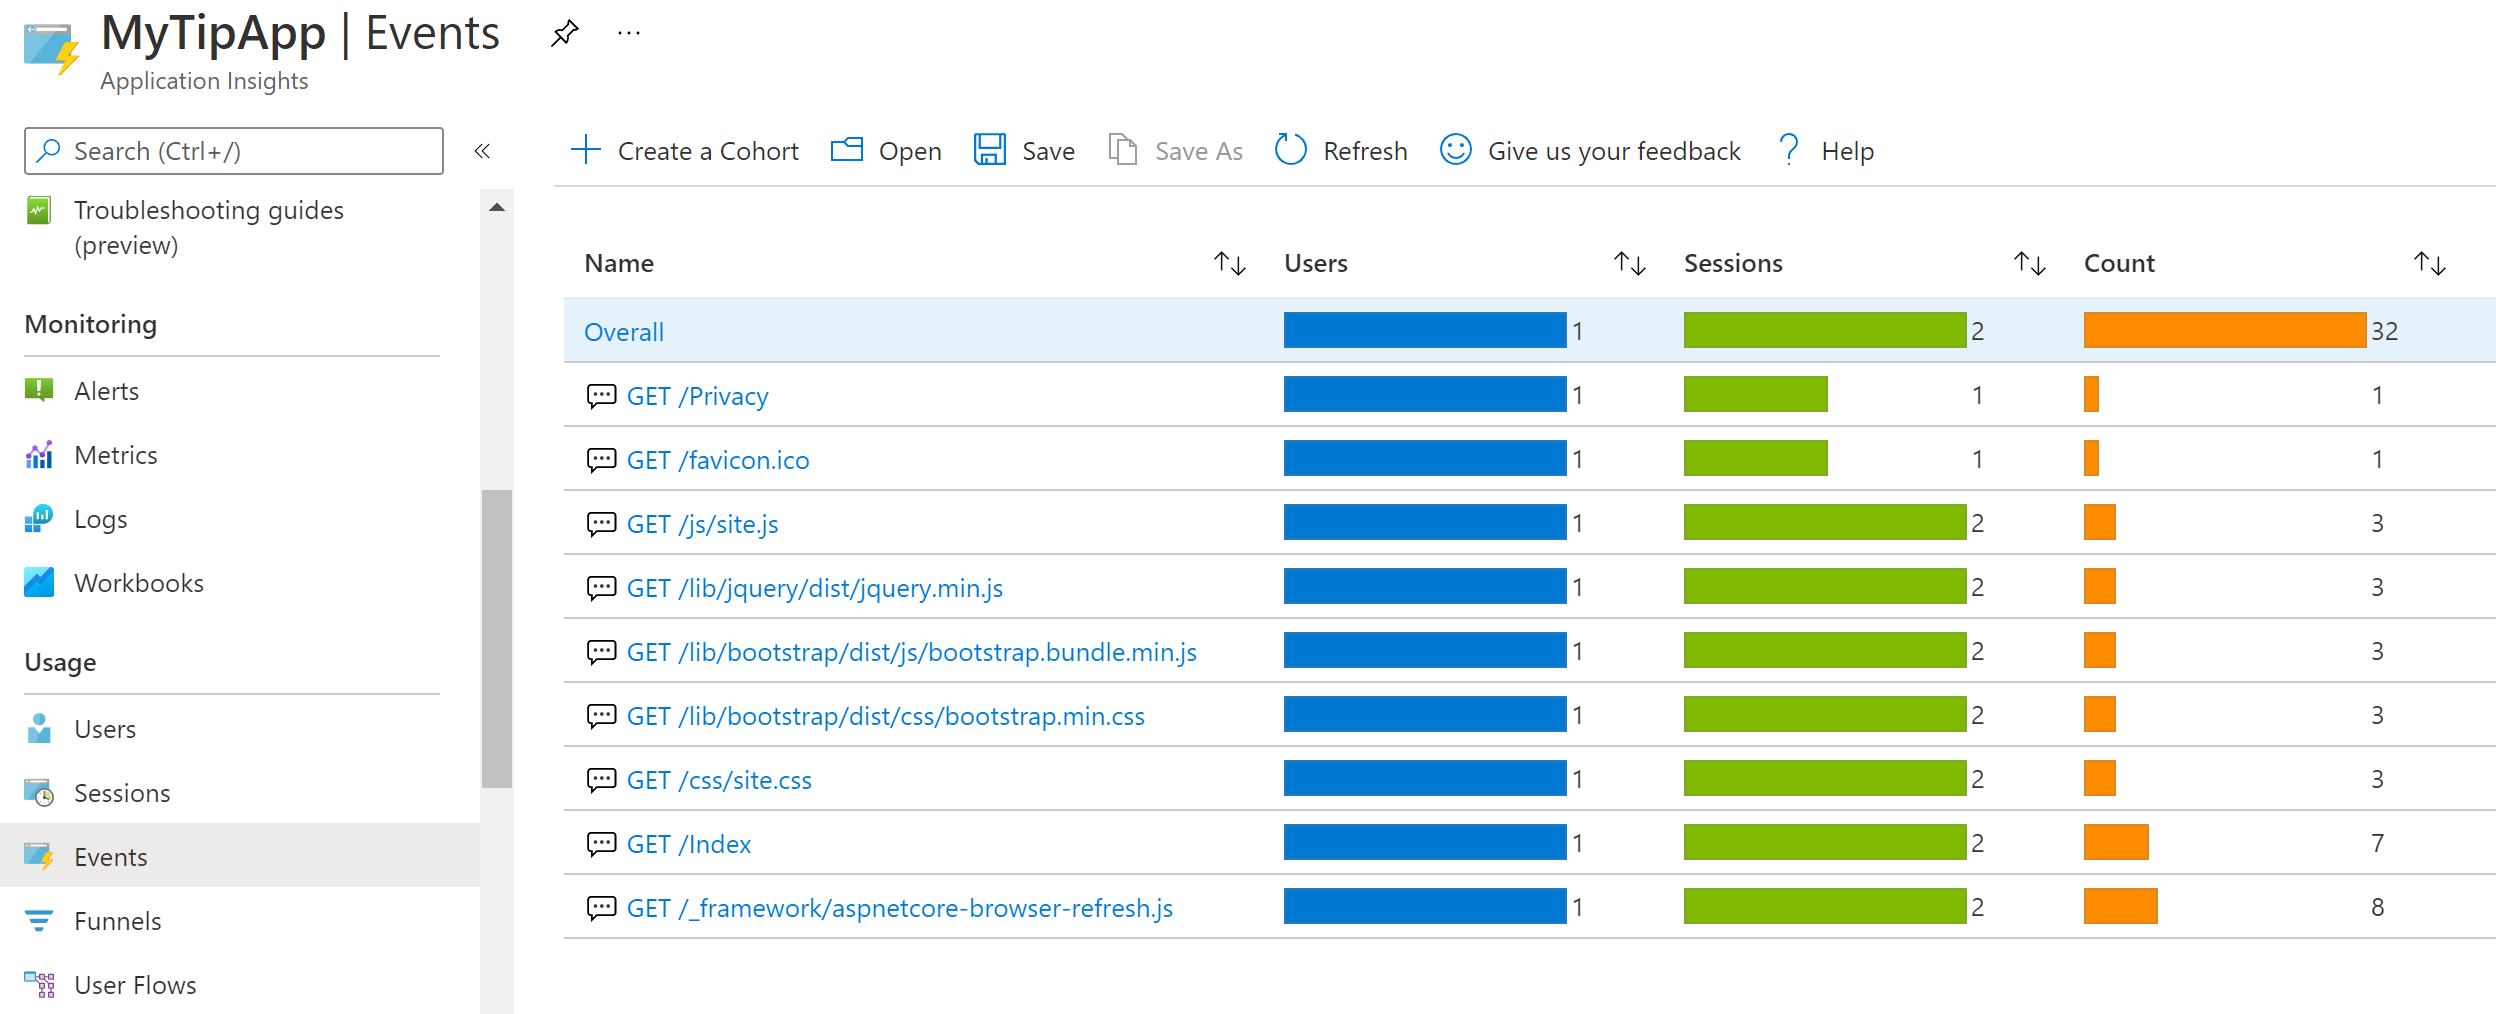 MyTipApp | Events
Application Insights
Search (Ctrl+/)
Troubleshooting guides
(preview)
Monitoring
Alerts
Metrics
Logs
Workbooks
Usage
Users
Sessions
Events
Funnels
User Flows
Create a Cohort Open Save Save As Refresh Give us your feedback Help
Name Users Sessions Count
Overall 1 2 32
GET /Privacy 1 1 1
GET /favicon.ico 1 1 1
GET /js/site.js 1 2 3
GET /lib/jquery/dist/jquery.min.js 1 2 3
GET /lib/bootstrap/dist/js/bootstrap.bundle.min.js 1 2 3
GET /lib/bootstrap/dist/css/bootstrap.min.css 1 2 3
GET /css/site.css 1 2 3
GET /Index 1 2 7
GET /_framework/aspnetcore-browser-refresh.js 1 2 8